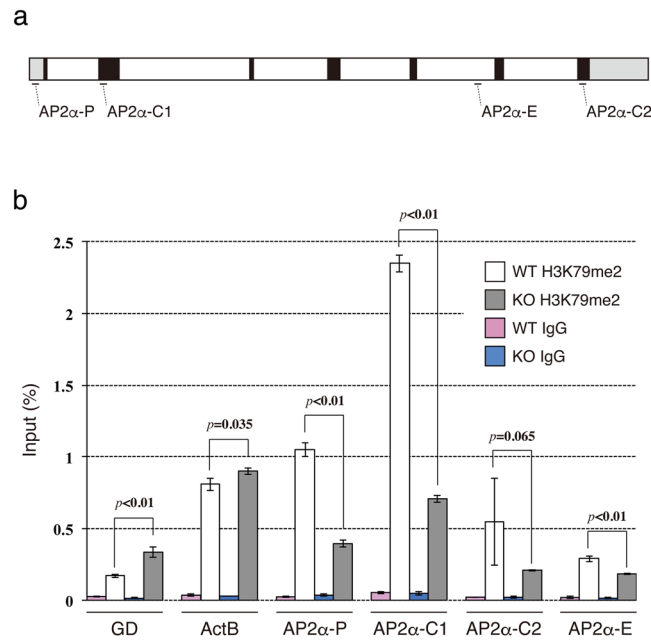 a
AP2α-P
AP2α-C1
AP2α-E
AP2α-C2
b
Input (%)
2.5
2
1.5
1
0.5
0
p<0.01
p=0.035
p<0.01
p<0.01
p=0.065
p<0.01
WT H3K79me2
KO H3K79me2
WT IgG
KO IgG
GD
ActB
AP2α-P
AP2α-C1
AP2α-C2
AP2α-E